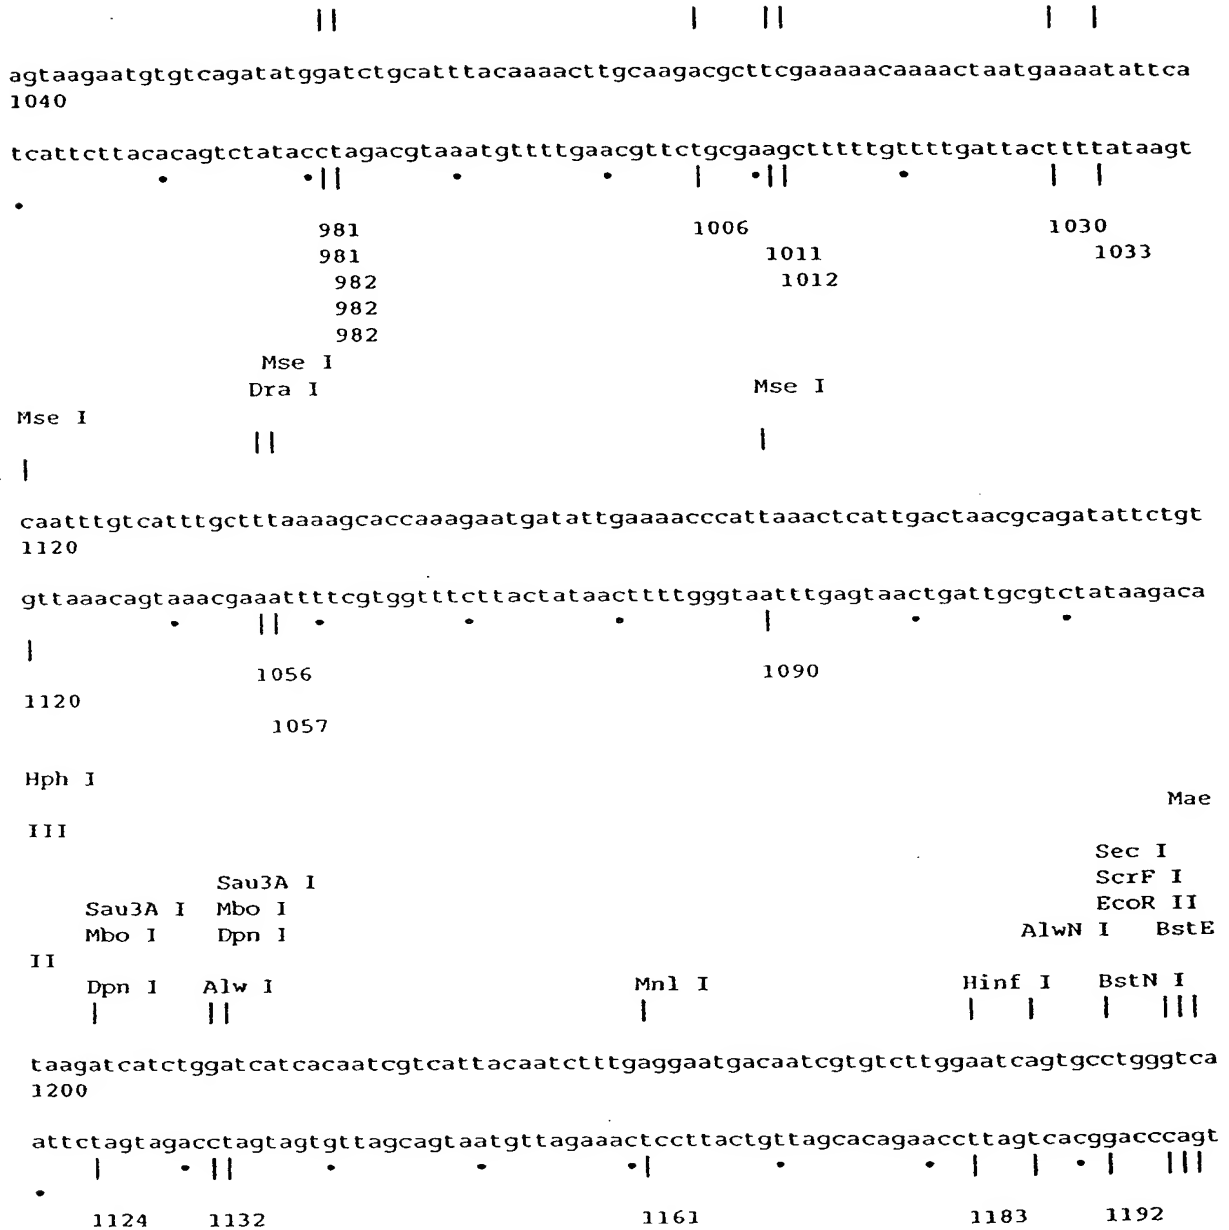 agtaagaatgtgtcagatatggatctgcatttacaaaacttgcaagacgcttcgaaaaacaaaactaatgaaaatattca
1040
tcattcttacacagtctatacctagacgtaaatgttttgaacgttctgcgaagctttttgttttgattacttttataagt
981 1006 1030
981 1011 1033
982 1012
982
982
Mse I
Dra I Mse I
Mse I
caatttgtcatttgctttaaaagcaccaaagaatgatattgaaaacccattaaactcattgactaacgcagatattctgt
1120
gttaaacagtaaacgaaattttcgtggtttcttactataacttttgggtaatttgagtaactgattgcgtctataagaca
1056 1090
1120
1057
Hph I
Mae
III
Sec I
Sau3A I ScrF I
Sau3A I Mbo I EcoR II
Mbo I Dpn I AlwN I BstE
II
Dpn I Alw I Mnl I Hinf I BstN I
taagatcatctggatcatcacaatcgtcattacaatctttgaggaatgacaatcgtgtcttggaatcagtgcctgggtca
1200
attctagtagacctagtagtgttagcagtaatgttagaaactccttactgttagcacagaaccttagtcacggacccagt
1124 1132 1161 1183 1192